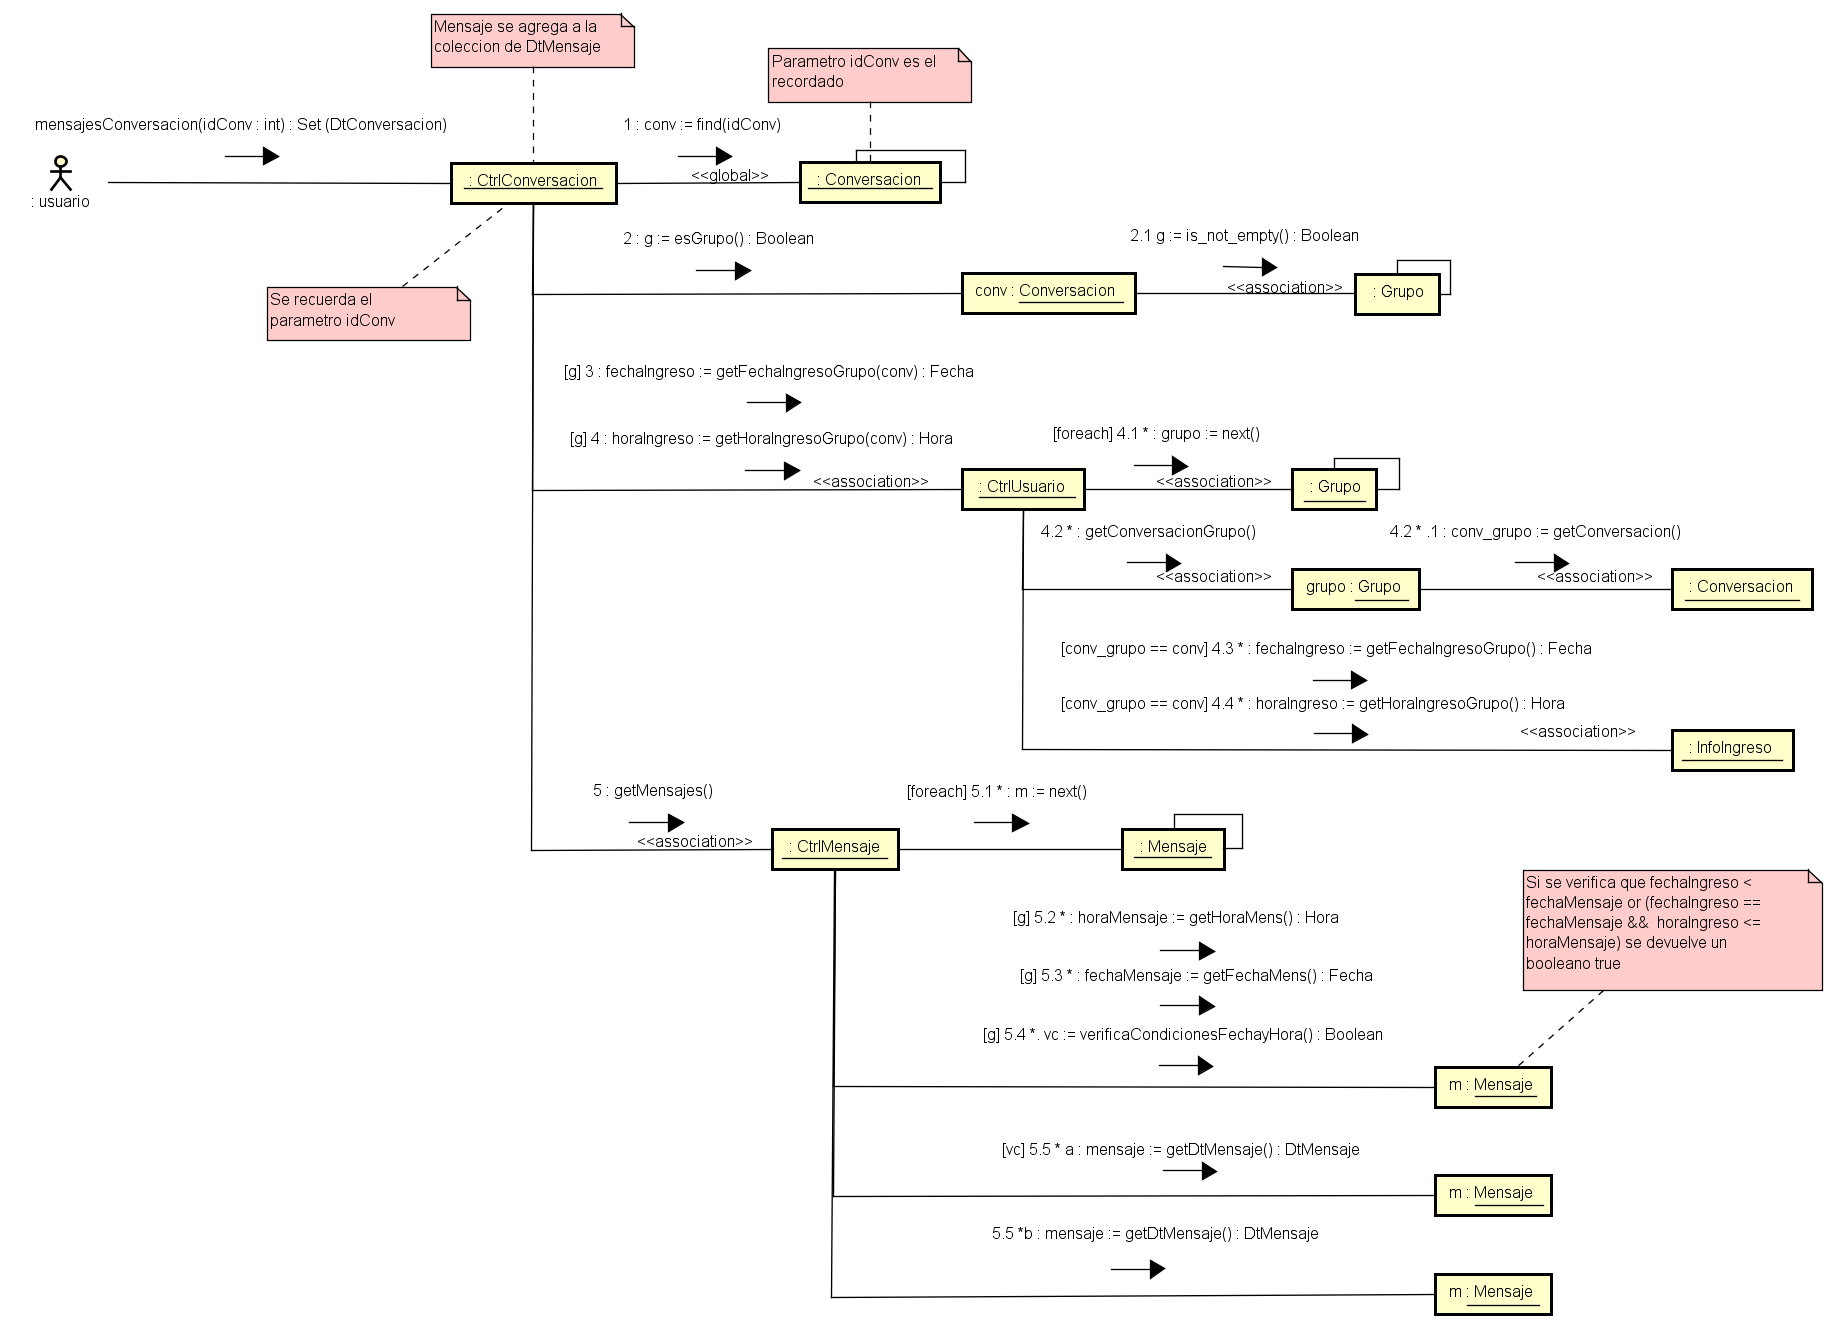 Mensaje se agrega a la
coleccion de DtMensaje
Parametro idConv es el
recordado
mensajesConversacion(idConv : int) : Set (DtConversacion)
1 : conv := find(idConv)
<<global>>
: usuario
: CtrlConversacion
: Conversacion
2 : g := esGrupo() : Boolean
2.1 g := is_not_empty() : Boolean
<<association>>
conv : Conversacion
: Grupo
Se recuerda el
parametro idConv
[g] 3 : fechaIngreso := getFechaIngresoGrupo(conv) : Fecha
[g] 4 : horaIngreso := getHoraIngresoGrupo(conv) : Hora
[foreach] 4.1 * : grupo := next()
<<association>>
<<association>>
: CtrlUsuario
: Grupo
4.2 * : getConversacionGrupo()
4.2 * .1 : conv_grupo := getConversacion()
<<association>>
<<association>>
grupo : Grupo
: Conversacion
[conv_grupo == conv] 4.3 * : fechaIngreso := getFechaIngresoGrupo() : Fecha
[conv_grupo == conv] 4.4 * : horaIngreso := getHoraIngresoGrupo() : Hora
<<association>>
: InfoIngreso
5 : getMensajes()
[foreach] 5.1 * : m := next()
<<association>>
: CtrlMensaje
: Mensaje
Si se verifica que fechaIngreso <
fechaMensaje or (fechaIngreso ==
fechaMensaje && horaIngreso <=
horaMensaje) se devuelve un
booleano true
[g] 5.2 * : horaMensaje := getHoraMens() : Hora
[g] 5.3 * : fechaMensaje := getFechaMens() : Fecha
[g] 5.4 *. vc := verificaCondicionesFechayHora() : Boolean
m : Mensaje
[vc] 5.5 * a : mensaje := getDtMensaje() : DtMensaje
m : Mensaje
5.5 *b : mensaje := getDtMensaje() : DtMensaje
m : Mensaje